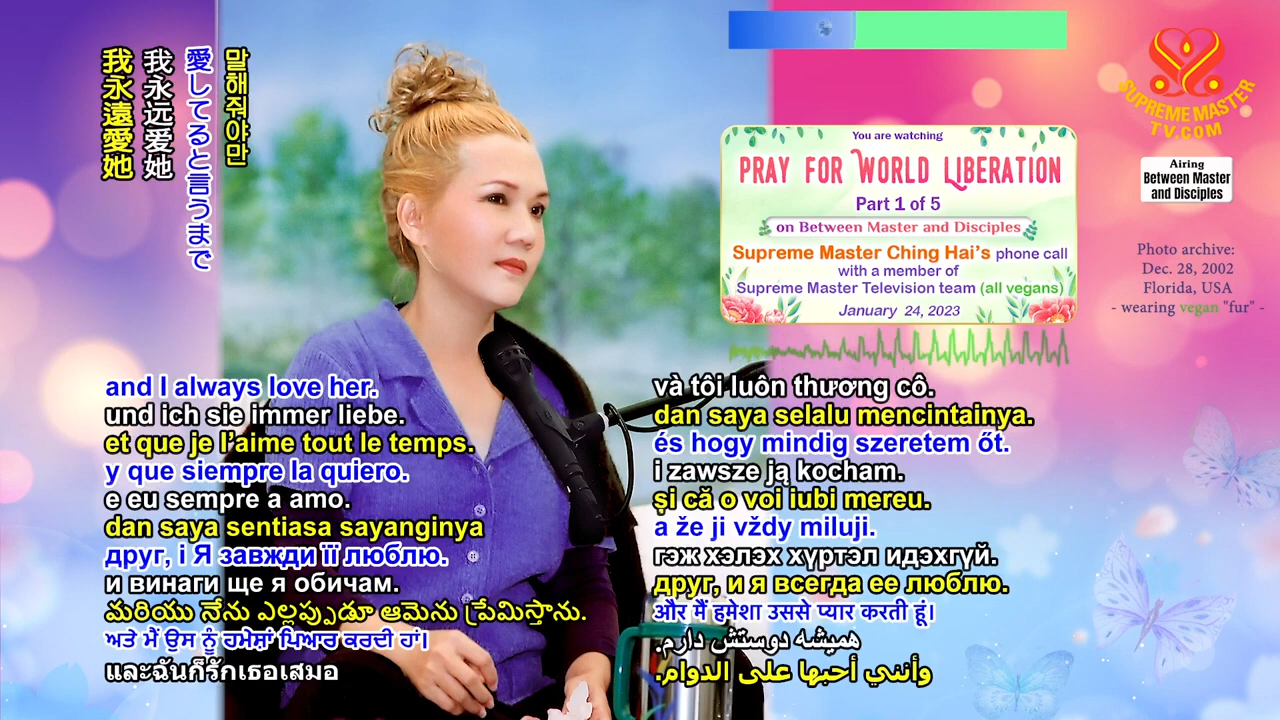 我永遠愛她
我永远爱她
愛してると言うまで
말해줘야만
SUPREME MASTER
TV.COM
Airing
Between Master
and Disciples
You are watching
PRAY FOR WORLD LIBERATION
Part 1 of 5
on Between Master and Disciples
Supreme Master Ching Hai's phone call
with a member of
Supreme Master Television team (all vegans)
January 24, 2023
Photo archive:
Dec. 28, 2002
Florida, USA
- wearing vegan "fur" -
and I always love her.
und ich sie immer liebe.
et que je l'aime tout le temps.
y que siempre la quiero.
e eu sempre a amo.
dan saya sentiasa sayanginya
друг, і Я завжди її люблю.
и винаги ще я обичам.
మరియు నేను ఎల్లప్పుడూ ఆమెను ప్రేమిస్తాను.
ਅਤੇ ਮੈਂ ਉਸ ਨੂੰ ਹਮੇਸ਼ਾਂ ਪਿਆਰ ਕਰਦੀ ਹਾਂ।
และฉันก็รักเธอเสมอ
và tôi luôn thương cô.
dan saya selalu mencintainya.
és hogy mindig szeretem őt.
i zawsze ją kocham.
și că o voi iubi mereu.
a že ji vždy miluji.
гэж хэлэх хүртэл идэхгүй.
друг, и я всегда ее люблю.
और मैं हमेशा उससे प्यार करती हूं।
همیشه دوستش دارم.
وأنني أحبها على الدوام.